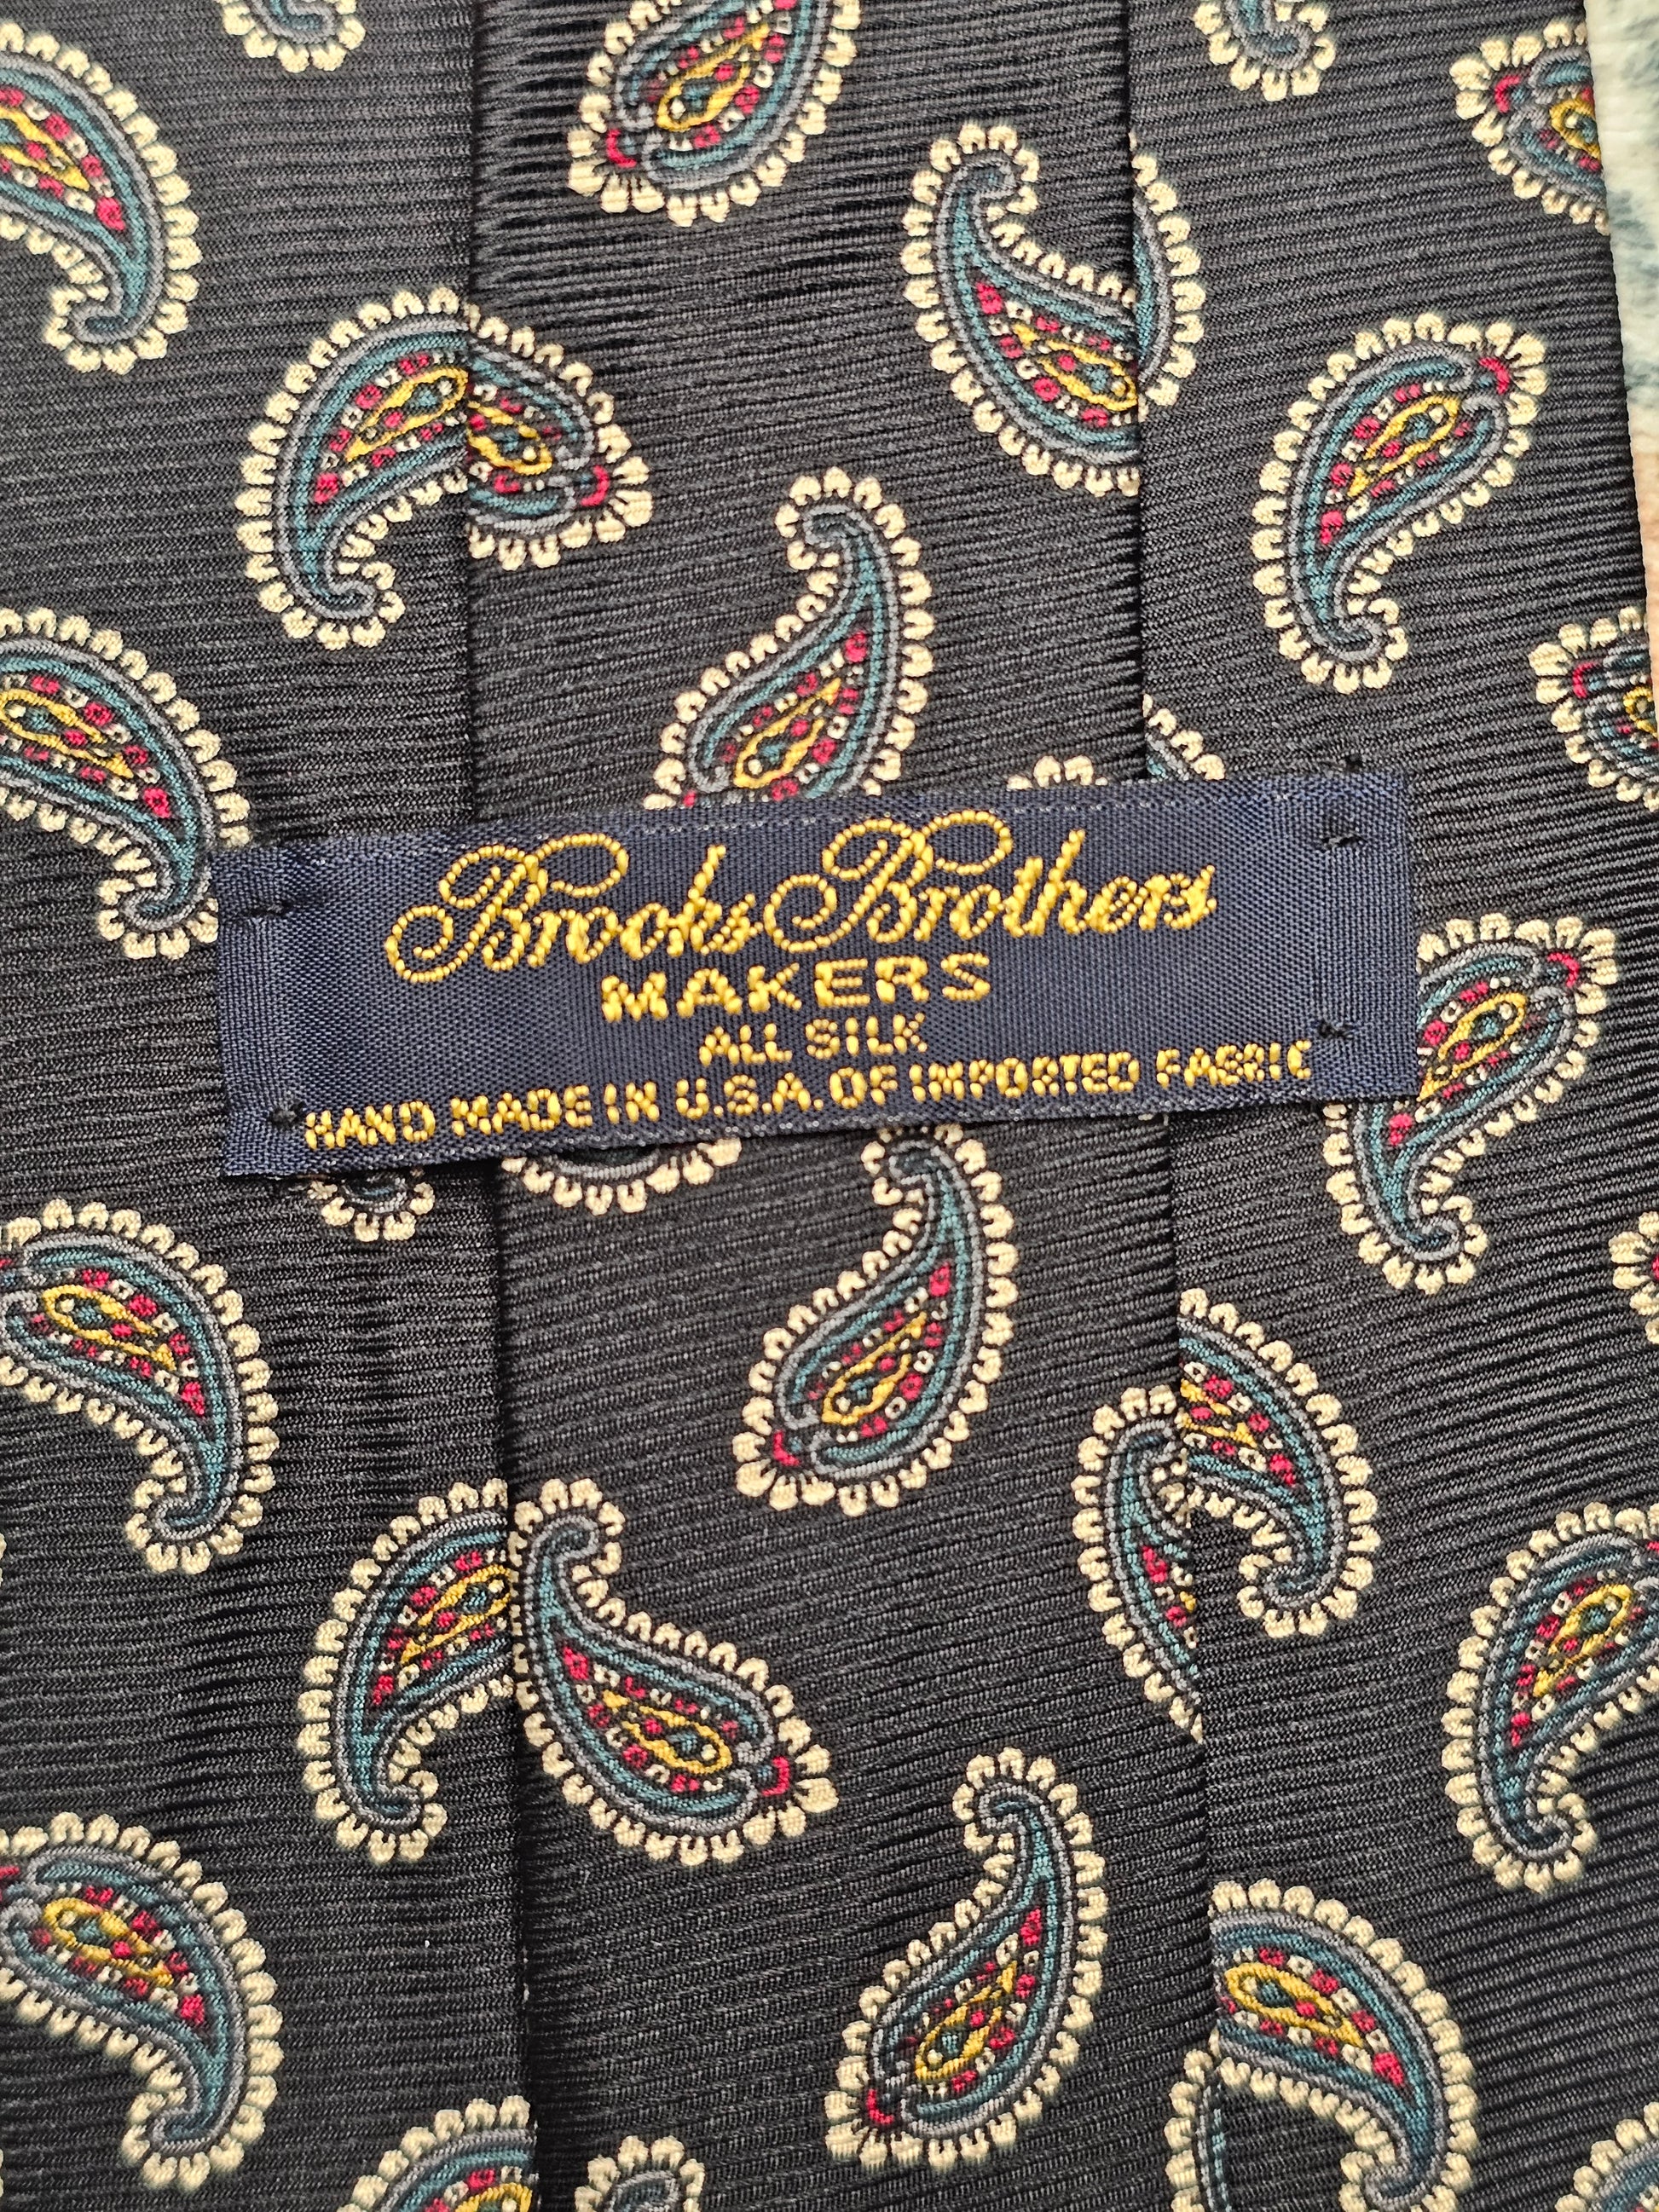 Brooks Brothers
MAKERS
ALL SILK
HAND MADE IN U.S.A. OF IMPORTED FABRIC